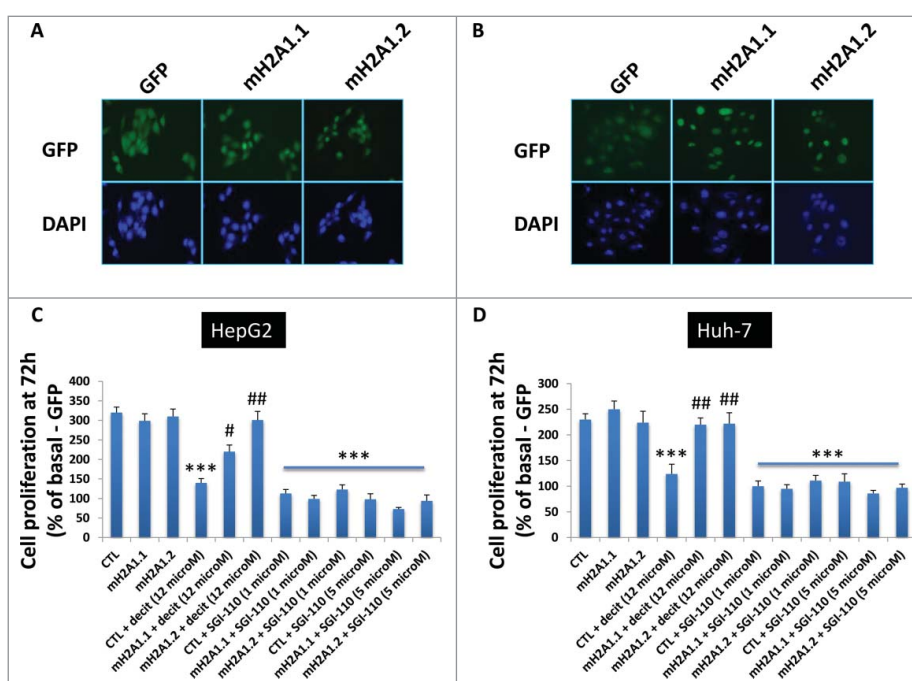 A
GFP
mH2A1.1
mH2A1.2
GFP
DAPI
B
GFP
mH2A1.1
mH2A1.2
GFP
DAPI
C
HepG2
Cell proliferation at 72h
(% of basal - GFP
400
350
300
250
200
150
100
50
0
***
#
##
***
CTL
mH2A1.1
mH2A1.2
CTL + decit (12 microM)
mH2A1.1 + decit (12 microM)
mH2A1.2 + decit (12 microM)
CTL + SGI-110 (1 microM)
mH2A1.1 + SGI-110 (1 microM)
mH2A1.2 + SGI-110 (1 microM)
CTL + SGI-110 (5 microM)
mH2A1.1 + SGI-110 (5 microM)
mH2A1.2 + SGI-110 (5 microM)
D
Huh-7
Cell proliferation at 72h
(% of basal - GFP
300
250
200
150
100
50
0
***
##
##
***
CTL
mH2A1.1
mH2A1.2
CTL + decit (12 microM)
mH2A1.1 + decit (12 microM)
mH2A1.2 + decit (12 microM)
CTL + SGI-110 (1 microM)
mH2A1.1 + SGI-110 (1 microM)
mH2A1.2 + SGI-110 (1 microM)
CTL + SGI-110 (5 microM)
mH2A1.1 + SGI-110 (5 microM)
mH2A1.2 + SGI-110 (5 microM)